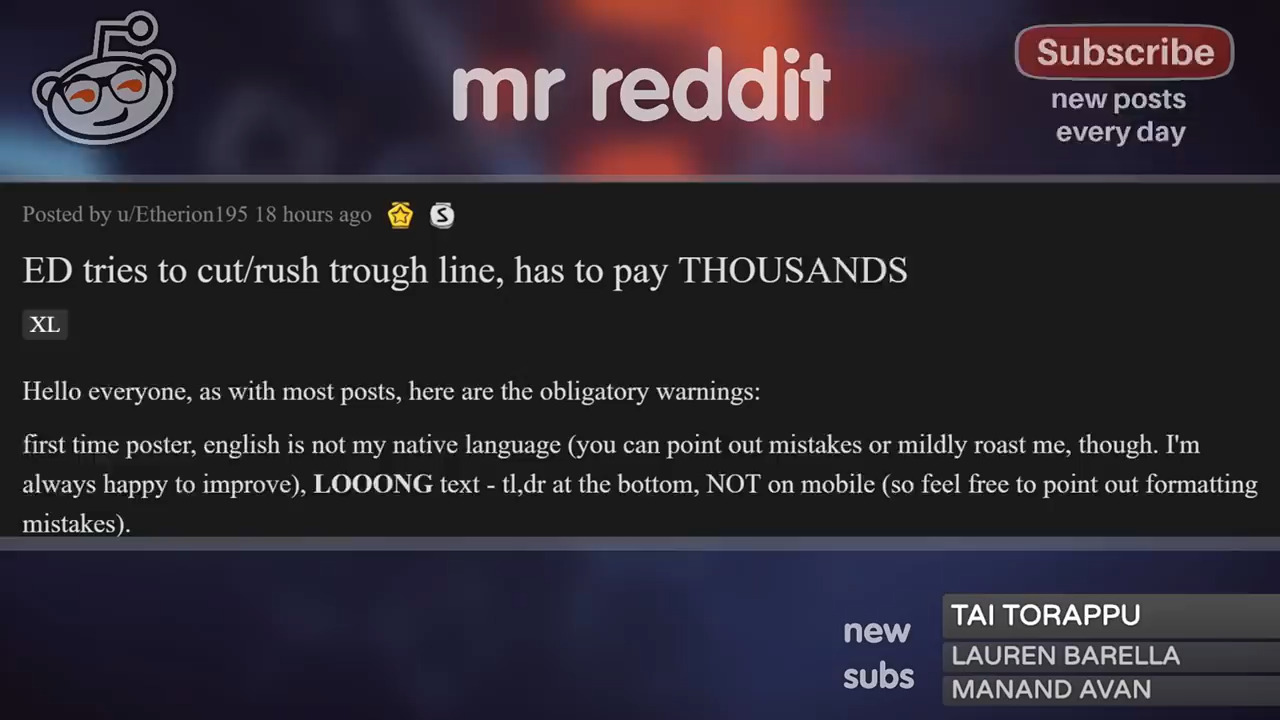 mr reddit
Subscribe
new posts
every day
Posted by u/Etherion195 18 hours ago
ED tries to cut/rush trough line, has to pay THOUSANDS
XL
Hello everyone, as with most posts, here are the obligatory warnings:
first time poster, english is not my native language (you can point out mistakes or mildly roast me, though. I'm
always happy to improve), LOOONG text - tl,dr at the bottom, NOT on mobile (so feel free to point out formatting
mistakes).
new
subs
TAI TORAPPU
LAUREN BARELLA
MANAND AVAN